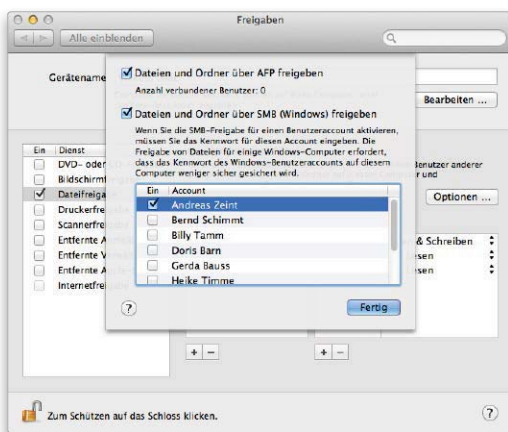 Freigaben
Alle einblenden
Gerätename
Dateien und Ordner über AFP freigeben
Anzahl verbundener Benutzer: 0
Bearbeiten ...
Dateien und Ordner über SMB (Windows) freigeben
Wenn Sie die SMB-Freigabe für einen Benutzeraccount aktivieren,
müssen Sie das Kennwort für diesen Account eingeben. Die
Freigabe von Dateien für einige Windows-Computer erfordert,
dass das Kennwort des Windows-Benutzeraccounts auf diesem
Computer weniger sicher gesichert wird.
Ein Dienst
DVD- oder
Bildschirmfrei
Dateifreigabe
Druckerfre
Scannerfre
Entfernte A
Entfernte V
Entfernte A
Internetfre
Benutzer anderer
und
Optionen ...
Ein Account
Andreas Zeint
Bernd Schimmt
Billy Tamm
Doris Barn
Gerda Bauss
Heike Timme
& Schreiben
sen
sen
? Fertig
+ - + -
Zum Schützen auf das Schloss klicken. ?